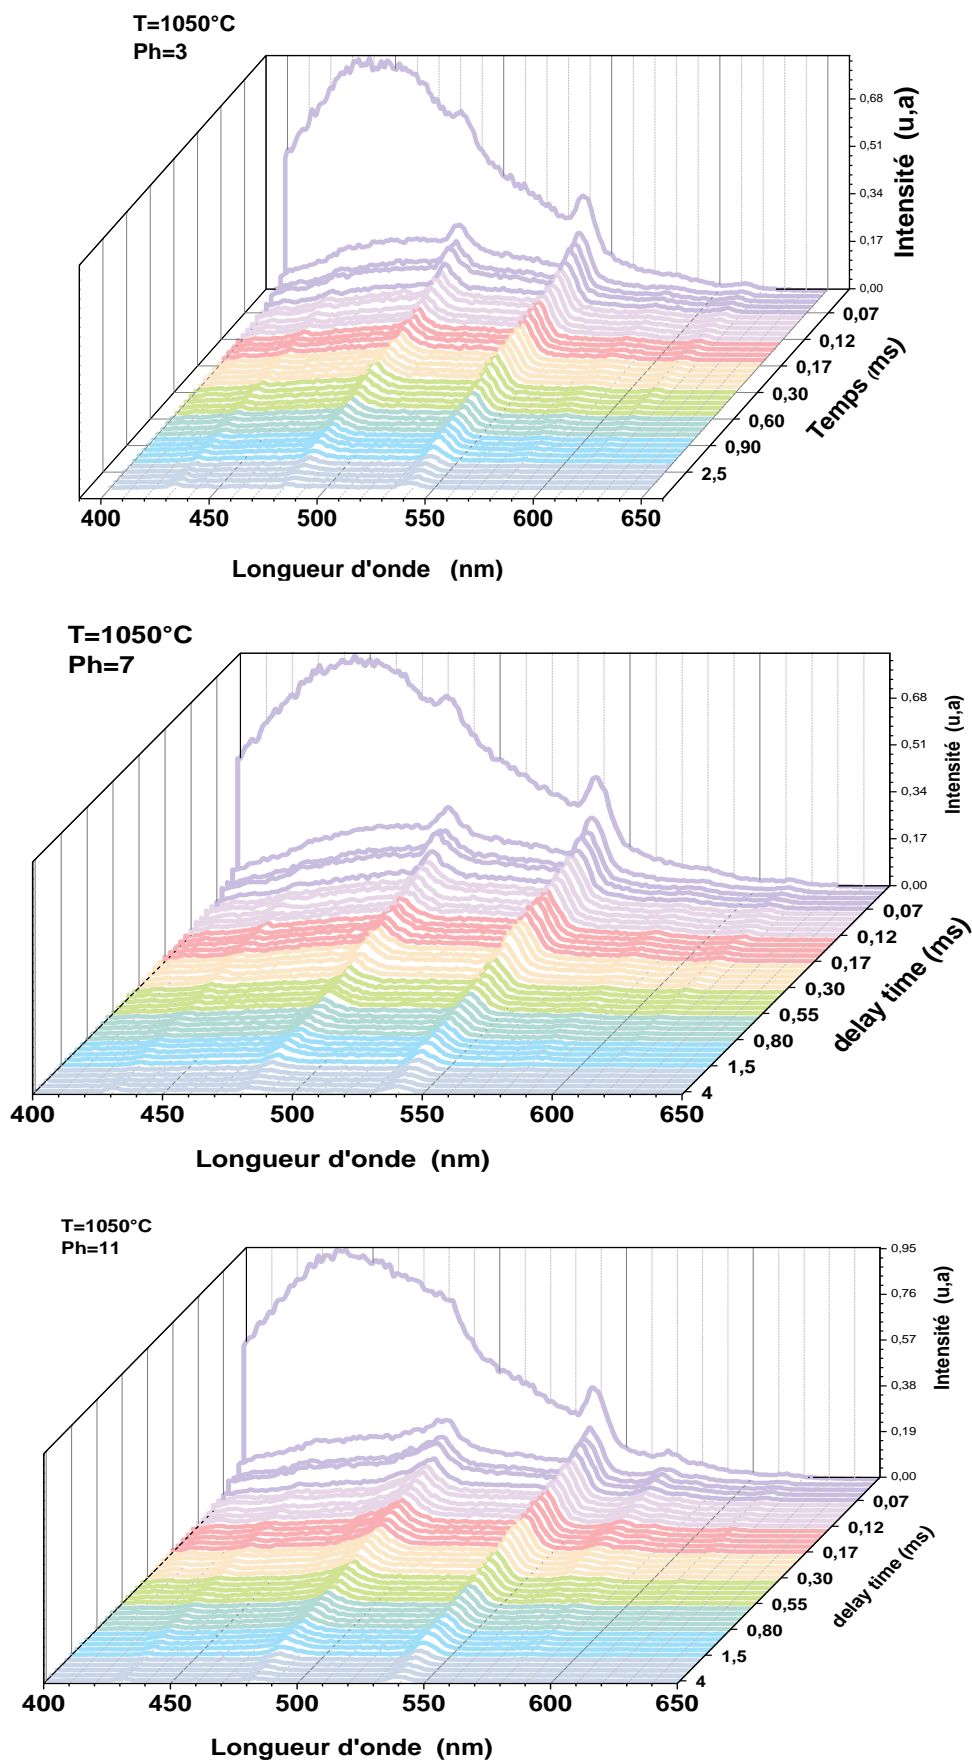 T=1050°C
Ph=3
0,68
0,51
0,34
0,17
0,00
Intensité (u,a)
0,07
0,12
0,17
0,30
0,60
0,90
2,5
Temps (ms)
400 450 500 550 600 650
Longueur d'onde (nm)
T=1050°C
Ph=7
0,68
0,51
0,34
0,17
0,00
Intensité (u,a)
0,07
0,12
0,17
0,30
0,55
0,80
1,5
4
delay time (ms)
400 450 500 550 600 650
Longueur d'onde (nm)
T=1050°C
Ph=11
0,95
0,76
0,57
0,38
0,19
0,00
Intensité (u,a)
0,07
0,12
0,17
0,30
0,55
0,80
1,5
4
delay time (ms)
400 450 500 550 600 650
Longueur d'onde (nm)